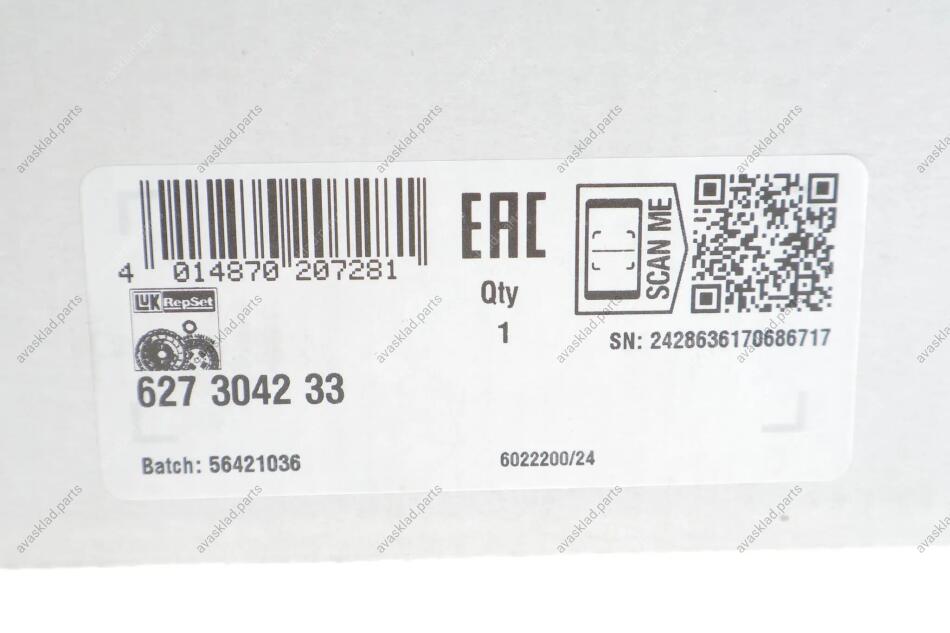 4 014870 207281
EAC
SCAN ME
Qty
1
SN: 2428636170686717
LuK RepSet
627 3042 33
Batch: 56421036
6022200/24
avasklad.parts